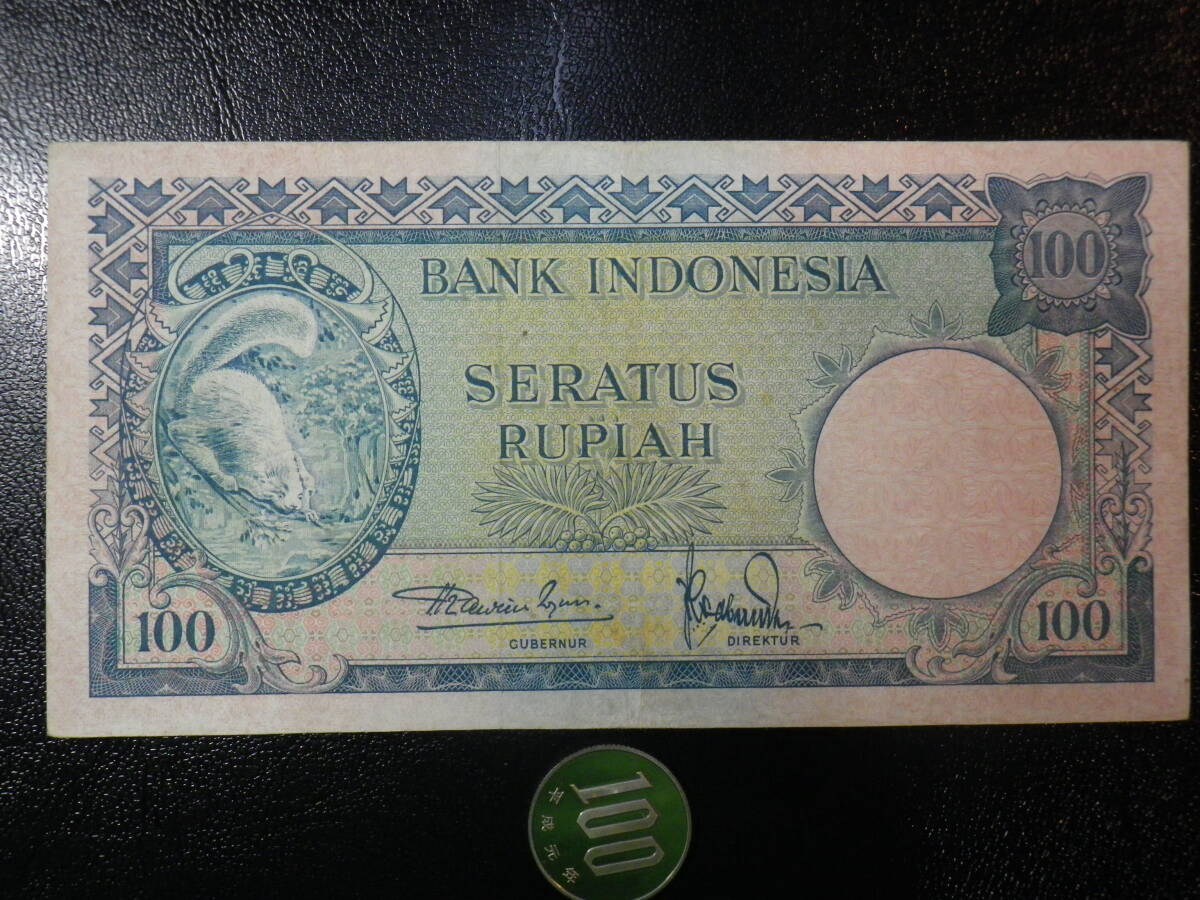 BANK INDONESIA
100
SERATUS
RUPIAH
100
GUBERNUR
DIREKTUR
100
100
平成元年